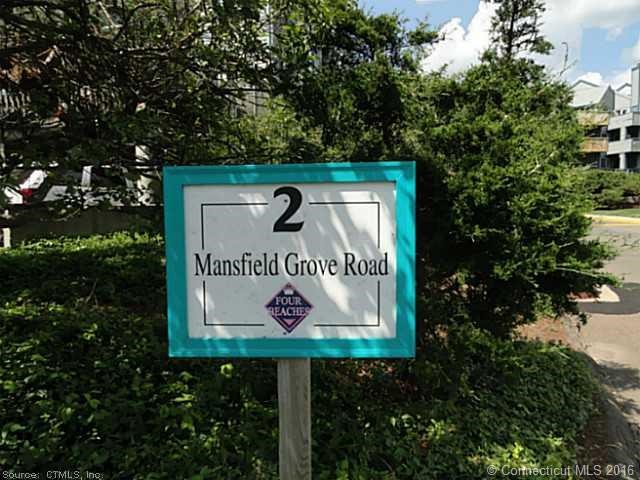 2
Mansfield Grove Road
FOUR
BEACHES
Source: CTMLS, Inc.
© Connecticut MLS 2016